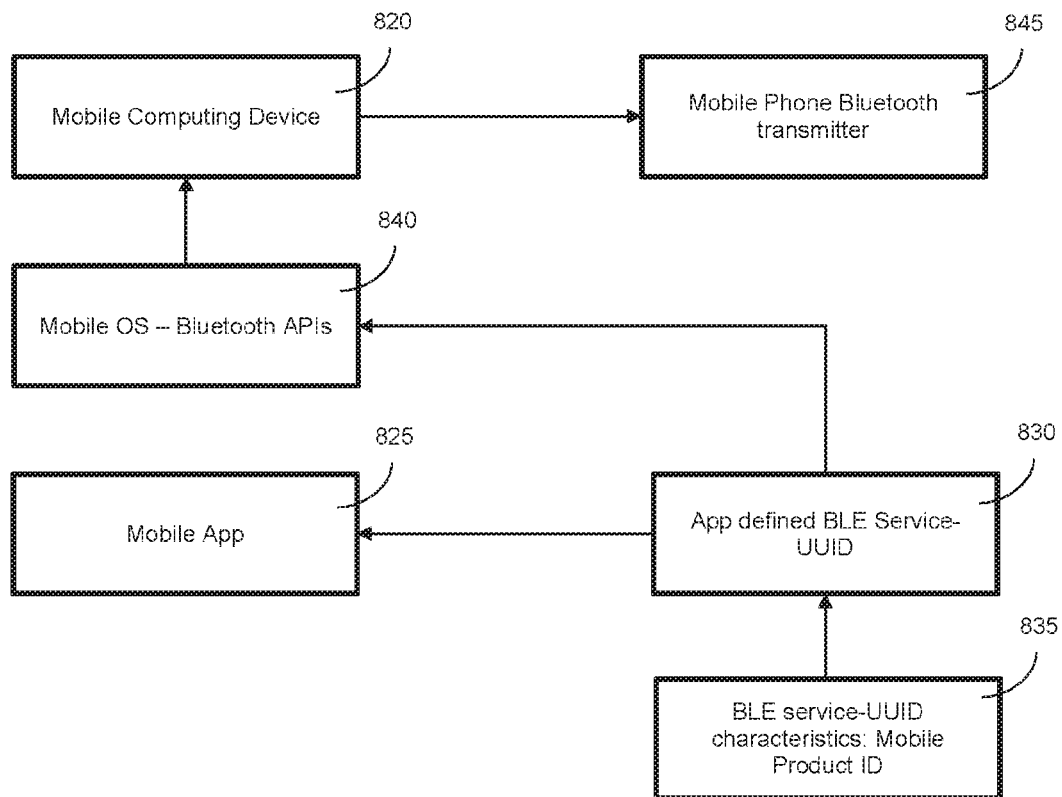 820
845
Mobile Computing Device
Mobile Phone Bluetooth
transmitter
840
Mobile OS – Bluetooth APIs
825
830
Mobile App
App defined BLE Service-
UUID
835
BLE service-UUID
characteristics: Mobile
Product ID